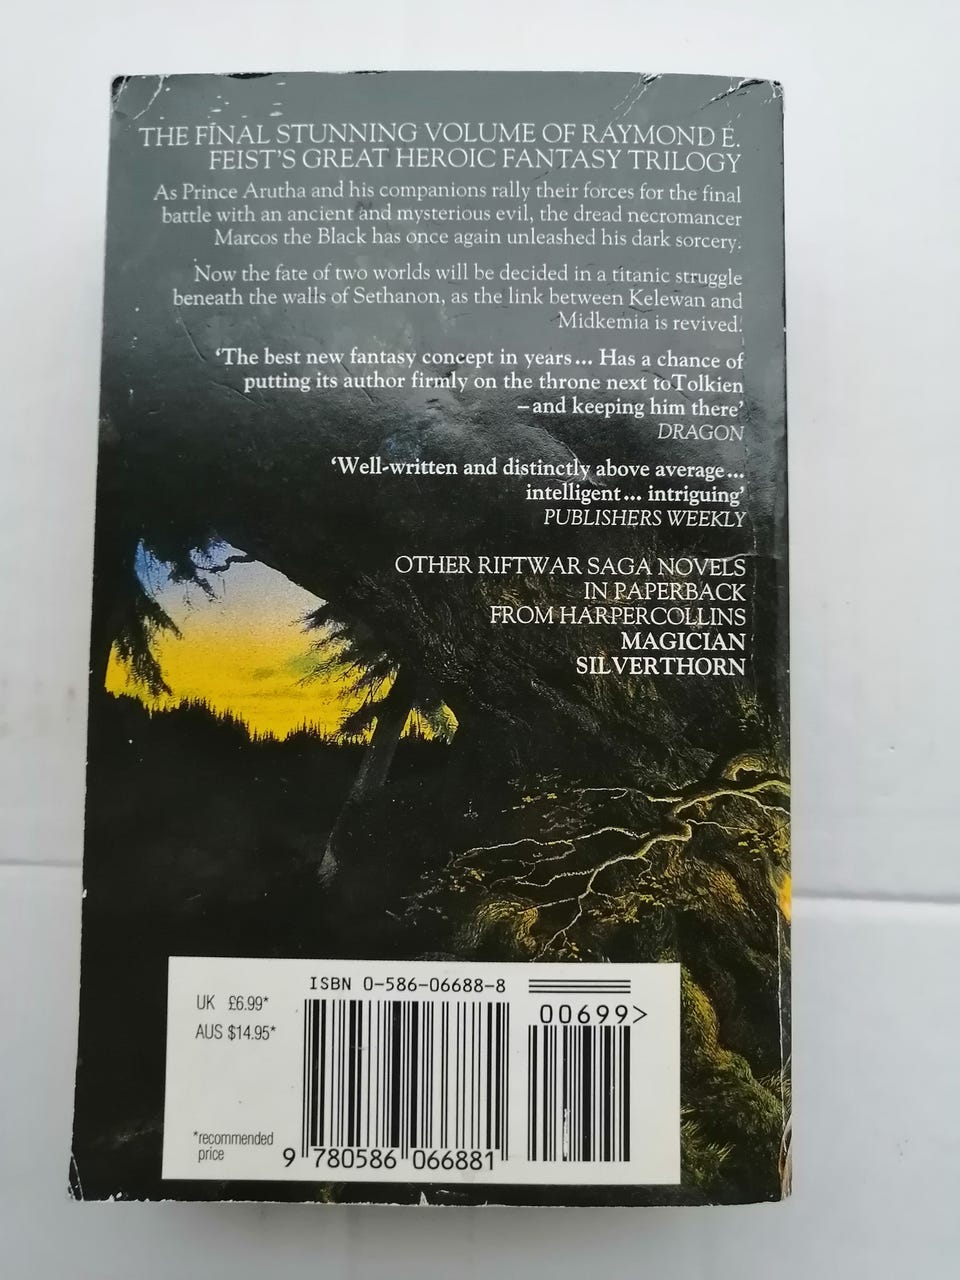 THE FINAL STUNNING VOLUME OF RAYMOND E.
FEIST'S GREAT HEROIC FANTASY TRILOGY
As Prince Arutha and his companions rally their forces for the final
battle with an ancient and mysterious evil, the dread necromancer
Marcos the Black has once again unleashed his dark sorcery.
Now the fate of two worlds will be decided in a titanic struggle
beneath the walls of Sethanon, as the link between Kelewan and
Midkemia is revived.
‘The best new fantasy concept in years... Has a chance of
putting its author firmly on the throne next toTolkien
–and keeping him there’
DRAGON
‘Well-written and distinctly above average...
intelligent... intriguing’
PUBLISHERS WEEKLY
OTHER RIFTWAR SAGA NOVELS
IN PAPERBACK
FROM HARPERCOLLINS
MAGICIAN
SILVERTHORN
ISBN 0-586-06688-8
UK £6.99*
AUS $14.95*
00699>
*recommended
price
9 780586 066881